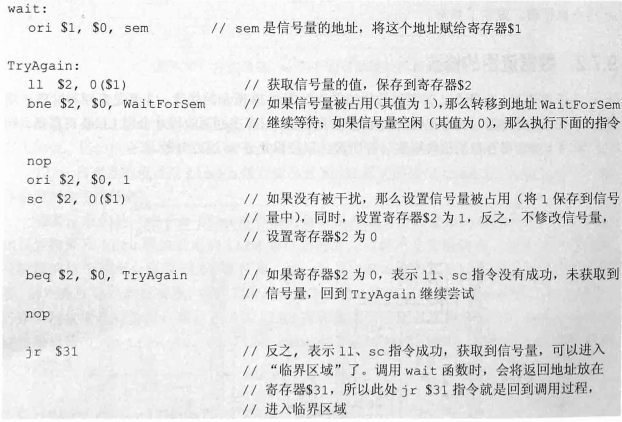 wait:
ori $1, $0, sem // sem是信号量的地址，将这个地址赋给寄存器$1
TryAgain:
ll $2, 0($1) // 获取信号量的值，保存到寄存器$2
bne $2, $0, WaitForSem // 如果信号量被占用(其值为1)，那么转移到地址 WaitForSem
// 继续等待；如果信号量空闲（其值为0），那么执行下面的指令
nop
ori $2, $0, 1
sc $2, 0($1) // 如果没有被干扰，那么设置信号量被占用（将1保存到信号
// 量中），同时，设置寄存器$2为1，反之，不修改信号量，
// 设置寄存器$2为0
beq $2, $0, TryAgain // 如果寄存器$2为0，表示ll、sc指令没有成功，未获取到
// 信号量，回到TryAgain继续尝试
nop
jr $31 // 反之，表示ll、sc指令成功，获取到信号量，可以进入
// “临界区域”了。调用wait函数时，会将返回地址放在
// 寄存器$31，所以此处jr $31指令就是回到调用过程，
// 进入临界区域